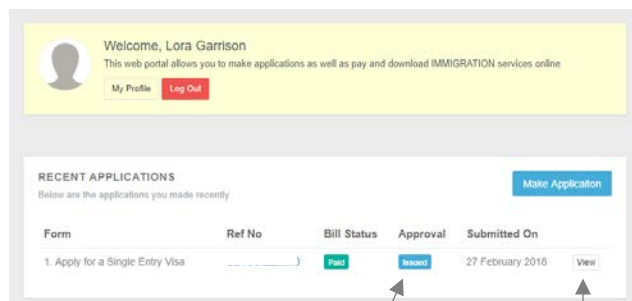 Welcome, Lora Garrison
This web portal allows you to make applications as well as pay and download IMMIGRATION services online
My Profile Log Out
RECENT APPLICATIONS
Below are the applications you made recently
Make Applicaiton
Form Ref No Bill Status Approval Submitted On
1. Apply for a Single Entry Visa Paid Issued 27 February 2018 View